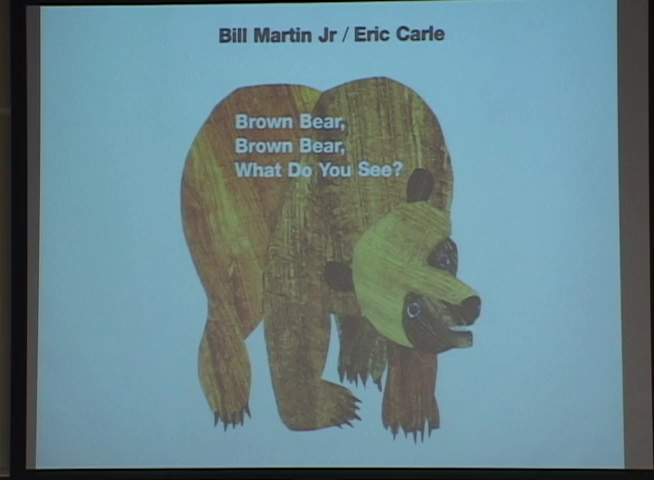 Bill Martin Jr / Eric Carle
Brown Bear,
Brown Bear,
What Do You See?